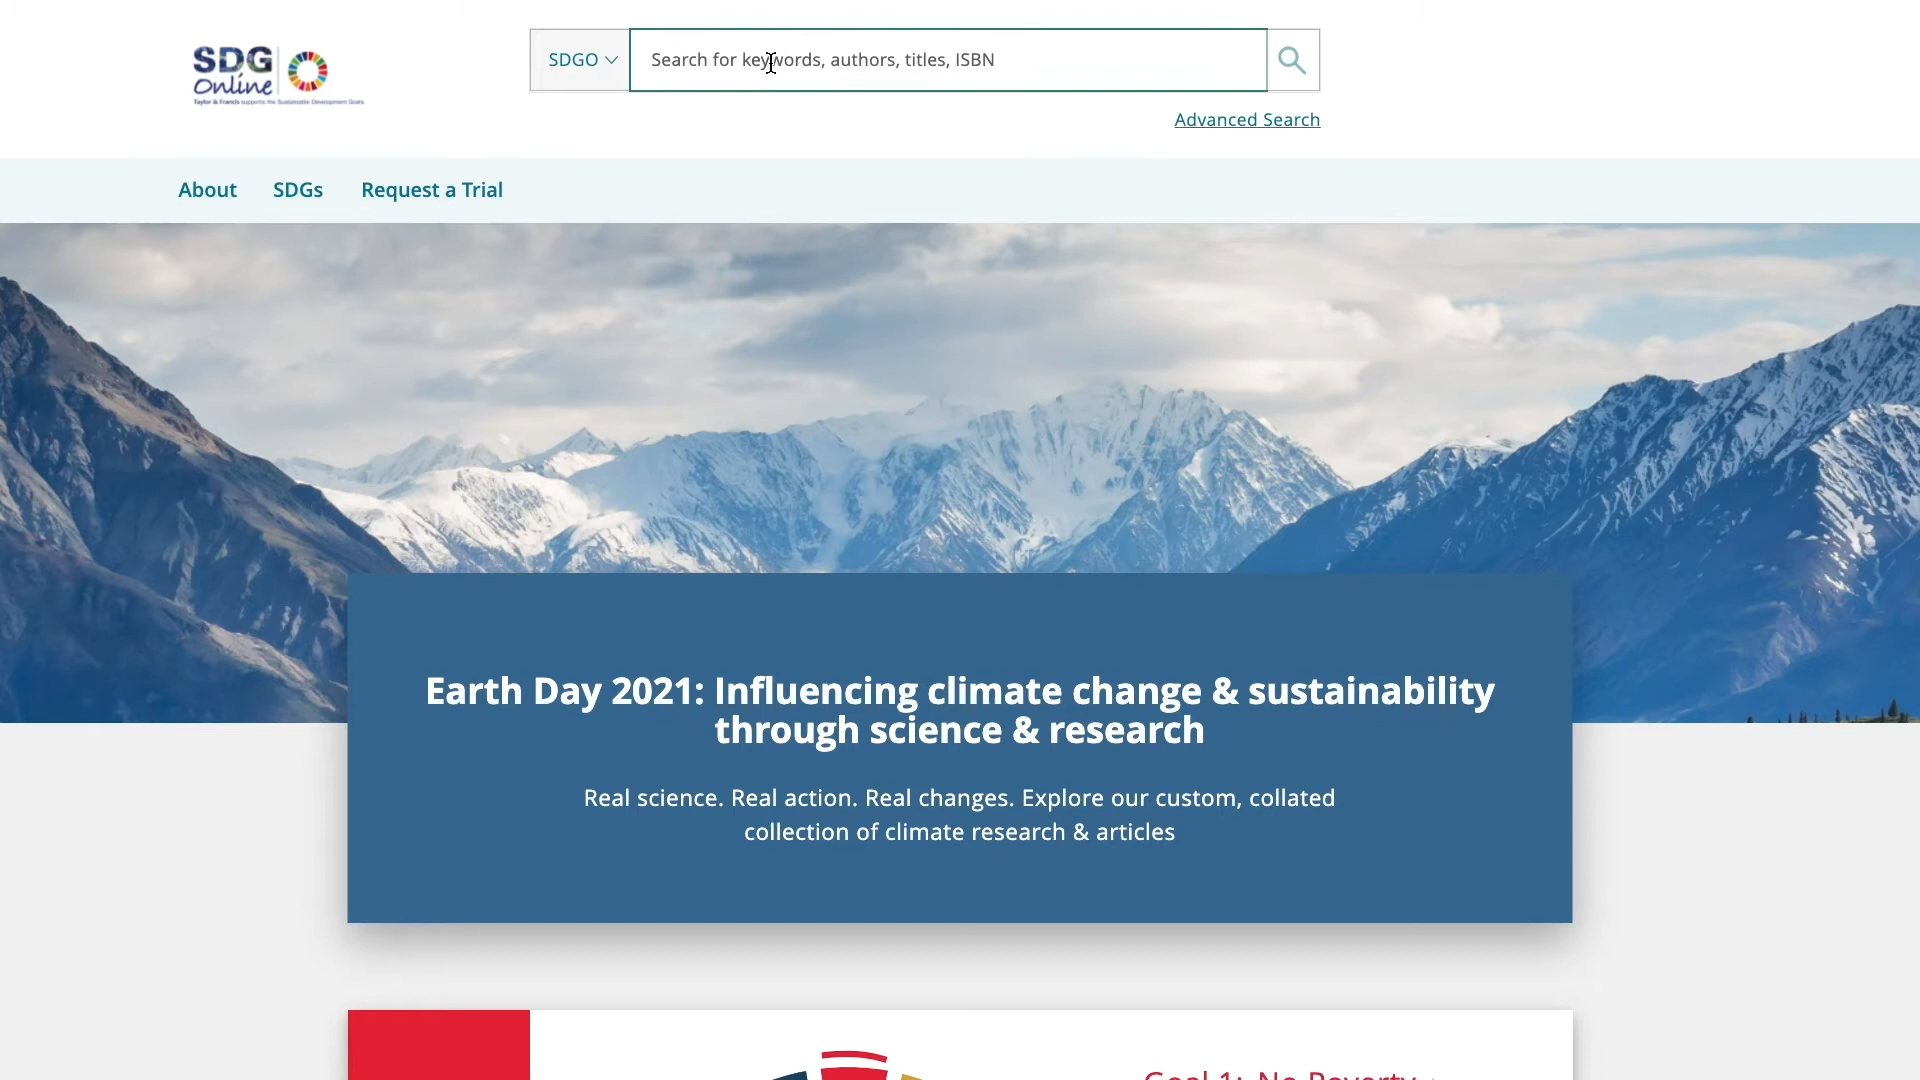 SDG
Online
Taylor & Francis supports the Sustainable Development Goals
SDGO
Search for keywords, authors, titles, ISBN
Advanced Search
About
SDGs
Request a Trial
Earth Day 2021: Influencing climate change & sustainability
through science & research
Real science. Real action. Real changes. Explore our custom, collated
collection of climate research & articles
Goal 1: No Poverty